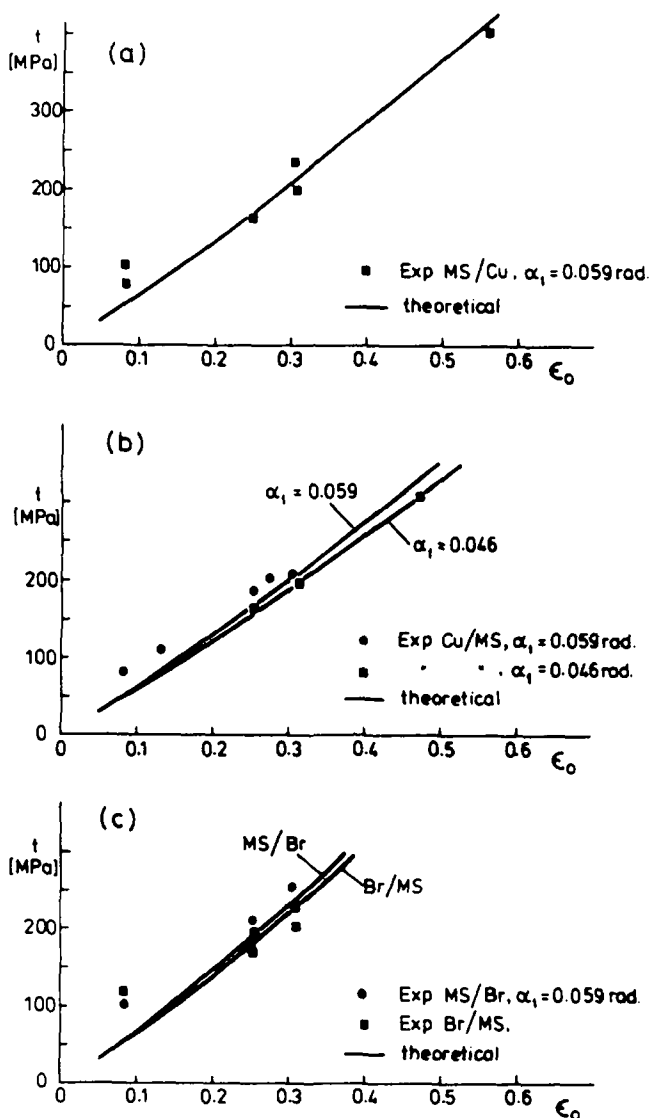 t
[MPa]
(a)
300
200
100
0
0 0.1 0.2 0.3 0.4 0.5 0.6
ϵ₀
■ Exp MS/Cu, α₁ = 0.059 rad.
— theoretical
t
[MPa]
(b)
α₁ = 0.059
α₁ = 0.046
200
100
0
0 0.1 0.2 0.3 0.4 0.5 0.6
ϵ₀
● Exp Cu/MS, α₁ = 0.059 rad.
■ " " , α₁ = 0.046 rad.
— theoretical
t
[MPa]
(c)
MS/Br
Br/MS
200
100
0
0 0.1 0.2 0.3 0.4 0.5 0.6
ϵ₀
● Exp MS/Br, α₁ = 0.059 rad.
■ Exp Br/MS,
— theoretical